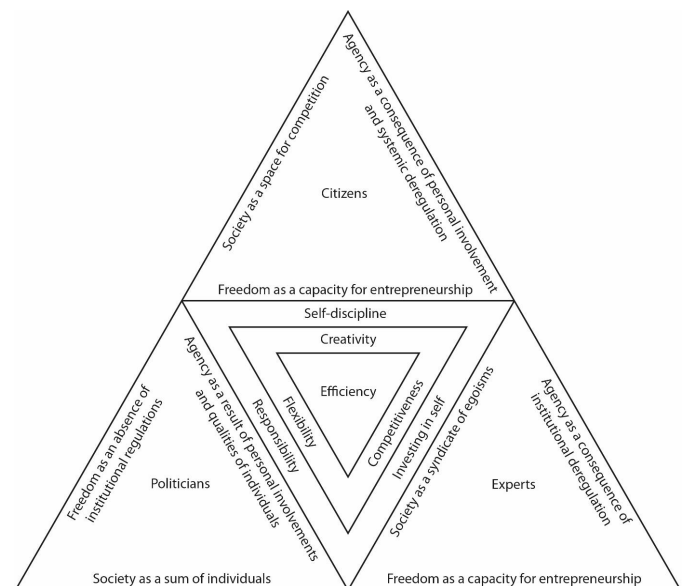 Society as a space for competition
Agency as a consequence of personal involvement
and systemic deregulation
Citizens
Freedom as a capacity for entrepreneurship
Self-discipline
Creativity
Efficiency
Flexibility
Competitiveness
Responsibility
Investing in self
Agency as a result of personal involvements
and qualities of individuals
Society as a syndicate of egoisms
Freedom as an absence of
institutional regulations
Politicians
Society as a sum of individuals
Agency as a consequence of
institutional deregulation
Experts
Freedom as a capacity for entrepreneurship